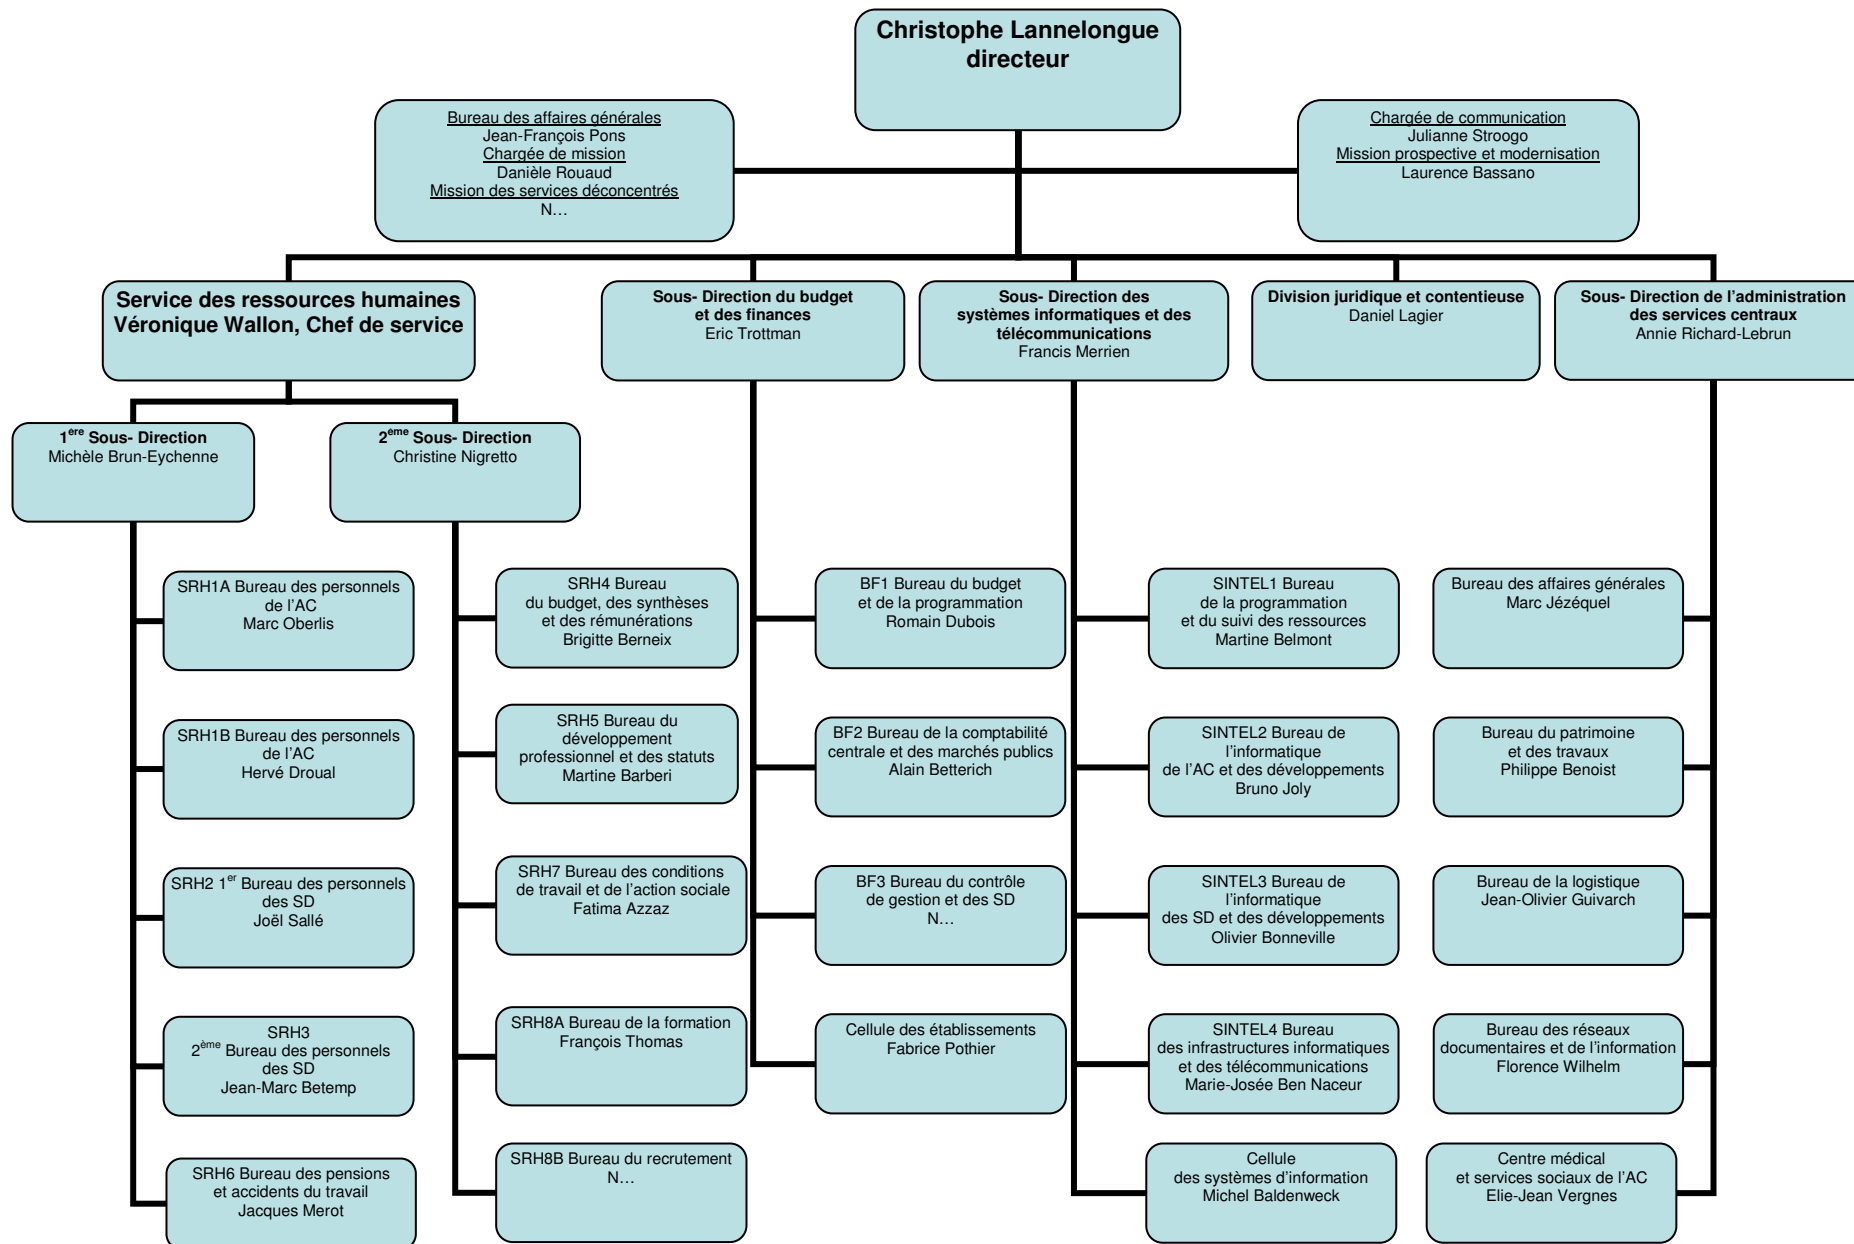 Christophe Lannelongue
directeur
Bureau des affaires générales
Jean-François Pons
Chargée de mission
Danièle Rouaud
Mission des services déconcentrés
N…
Chargée de communication
Julianne Stroogo
Mission prospective et modernisation
Laurence Bassano
Service des ressources humaines
Véronique Wallon, Chef de service
Sous- Direction du budget
et des finances
Eric Trottman
Sous- Direction des
systèmes informatiques et des
télécommunications
Francis Merrien
Division juridique et contentieuse
Daniel Lagier
Sous- Direction de l’administration
des services centraux
Annie Richard-Lebrun
1ère Sous- Direction
Michèle Brun-Eychenne
2ème Sous- Direction
Christine Nigretto
SRH1A Bureau des personnels
de l’AC
Marc Oberlis
SRH4 Bureau
du budget, des synthèses
et des rémunérations
Brigitte Berneix
BF1 Bureau du budget
et de la programmation
Romain Dubois
SINTEL1 Bureau
de la programmation
et du suivi des ressources
Martine Belmont
Bureau des affaires générales
Marc Jézéquel
SRH1B Bureau des personnels
de l’AC
Hervé Droual
SRH5 Bureau du
développement
professionnel et des statuts
Martine Barberi
BF2 Bureau de la comptabilité
centrale et des marchés publics
Alain Betterich
SINTEL2 Bureau de
l’informatique
de l’AC et des développements
Bruno Joly
Bureau du patrimoine
et des travaux
Philippe Benoist
SRH2 1er Bureau des personnels
des SD
Joël Sallé
SRH7 Bureau des conditions
de travail et de l’action sociale
Fatima Azzaz
BF3 Bureau du contrôle
de gestion et des SD
N…
SINTEL3 Bureau de
l’informatique
des SD et des développements
Olivier Bonneville
Bureau de la logistique
Jean-Olivier Guivarch
SRH3
2ème Bureau des personnels
des SD
Jean-Marc Betemp
SRH8A Bureau de la formation
François Thomas
Cellule des établissements
Fabrice Pothier
SINTEL4 Bureau
des infrastructures informatiques
et des télécommunications
Marie-Josée Ben Naceur
Bureau des réseaux
documentaires et de l’information
Florence Wilhelm
SRH6 Bureau des pensions
et accidents du travail
Jacques Merot
SRH8B Bureau du recrutement
N…
Cellule
des systèmes d’information
Michel Baldenweck
Centre médical
et services sociaux de l’AC
Elie-Jean Vergnes